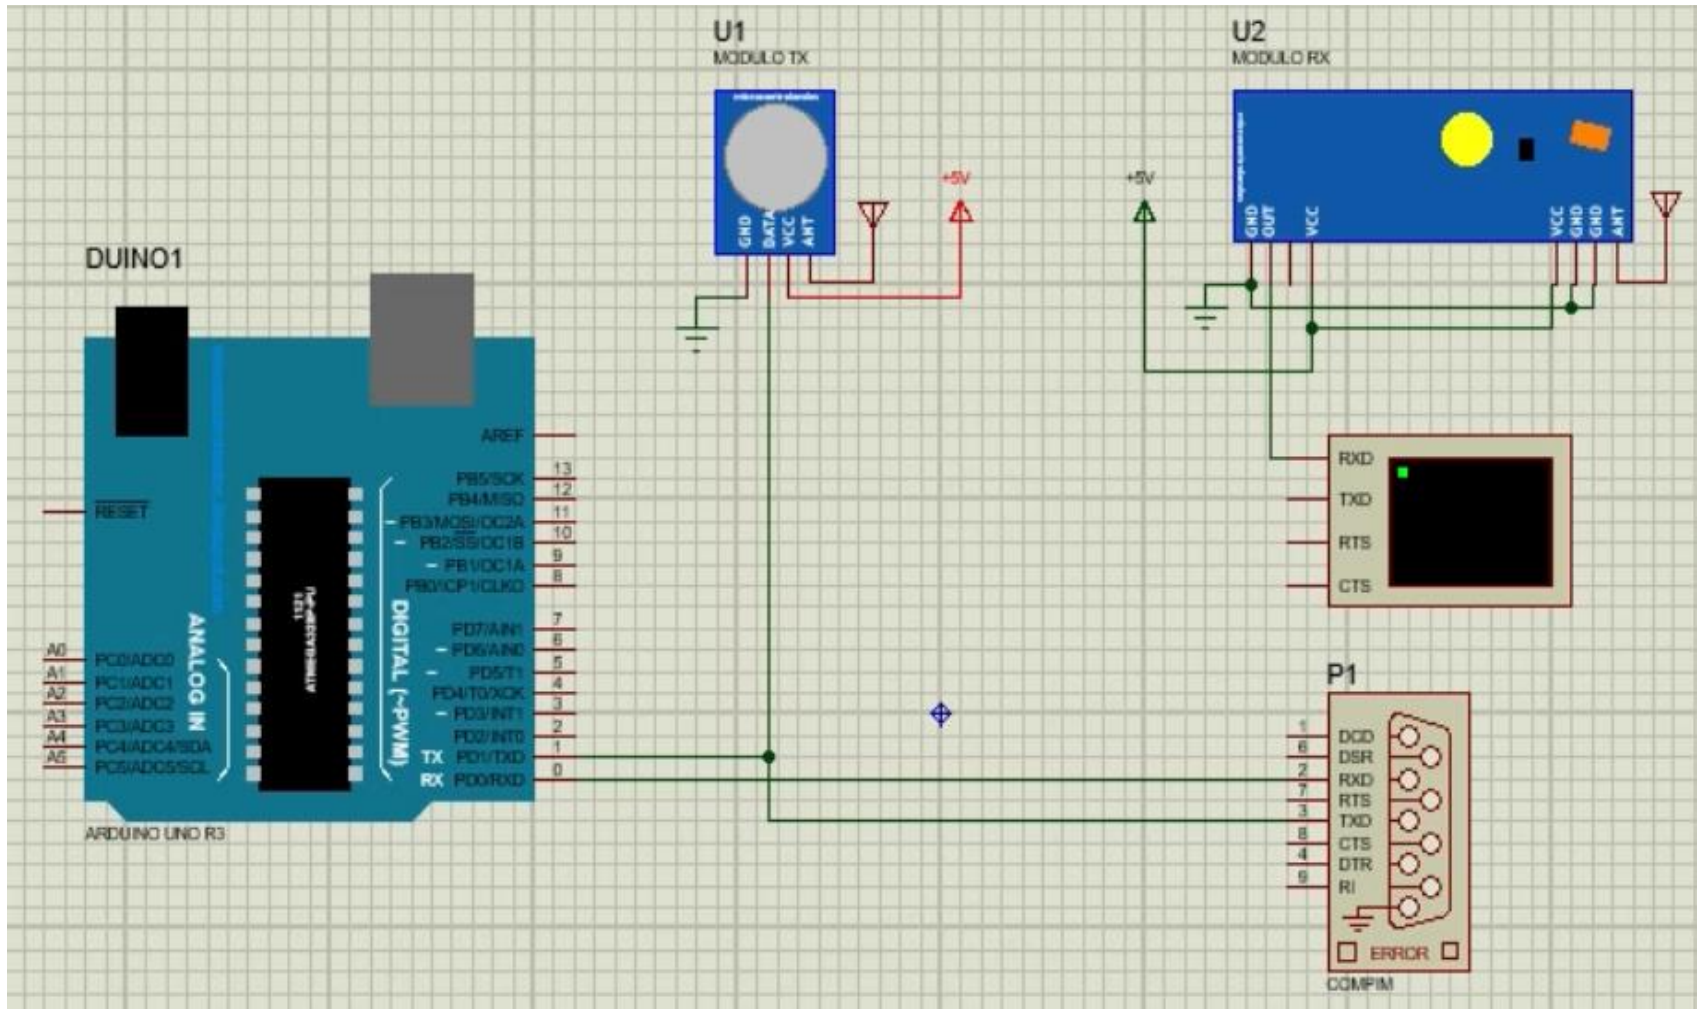 U1
MODULO TX
GND
DATA
VCC
ANT
+5V
U2
MODULO RX
GND
OUT
VCC
VCC
GND
GND
ANT
+5V
DUINO1
RESET
AREF
PB5/SCK 13
PB4/MISO 12
PB3/MOSI/OC2A 11
PB2/SS/OC1B 10
PB1/OC1A 9
PB0/ICP1/CLKO 8
PD7/AIN1 7
PD6/AIN0 6
PD5/T1 5
PD4/T0/XCK 4
PD3/INT1 3
PD2/INT0 2
TX PD1/TXD 1
RX PD0/RXD 0
DIGITAL (~PWM)
ANALOG IN
1121
ATMEGA328P-PU
A0 PC0/ADC0
A1 PC1/ADC1
A2 PC2/ADC2
A3 PC3/ADC3
A4 PC4/ADC4/SDA
A5 PC5/ADC5/SCL
ARDUINO UNO R3
RXD
TXD
RTS
CTS
P1
1 DCD
6 DSR
2 RXD
7 RTS
3 TXD
8 CTS
4 DTR
9 RI
ERROR
COMPIM